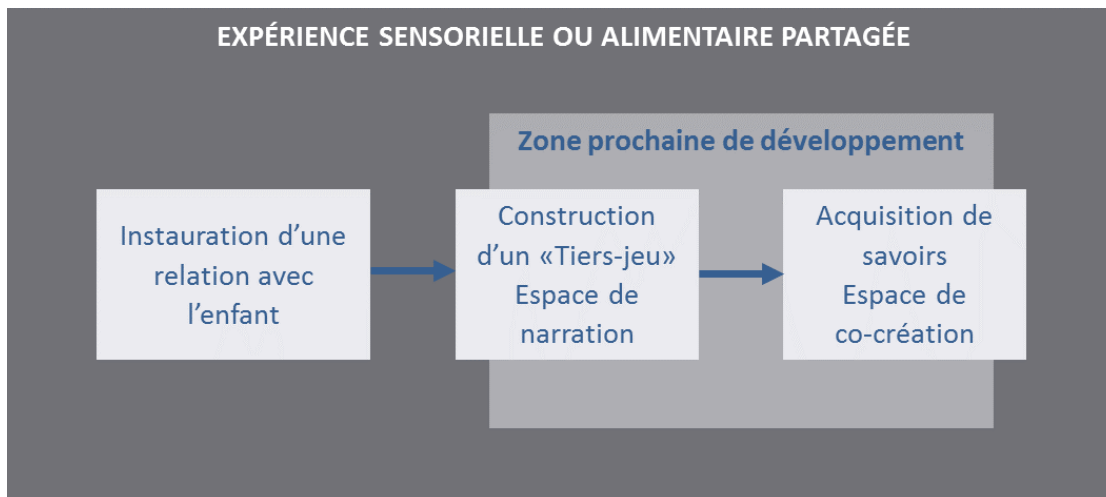 EXPÉRIENCE SENSORIELLE OU ALIMENTAIRE PARTAGÉE
Zone prochaine de développement
Instauration d’une
relation avec
l’enfant
Construction
d’un «Tiers-jeu»
Espace de
narration
Acquisition de
savoirs
Espace de
co-création